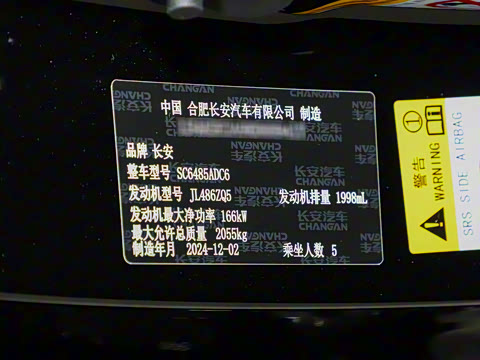 中国 合肥长安汽车有限公司 制造
品牌 长安
整车型号 SC6485ADC6
发动机型号 JL486ZQ5 发动机排量 1998mL
发动机最大净功率 166kW
最大允许总质量 2055kg
制造年月 2024-12-02 乘坐人数 5
警告
WARNING
SRS SIDE AIRBAG